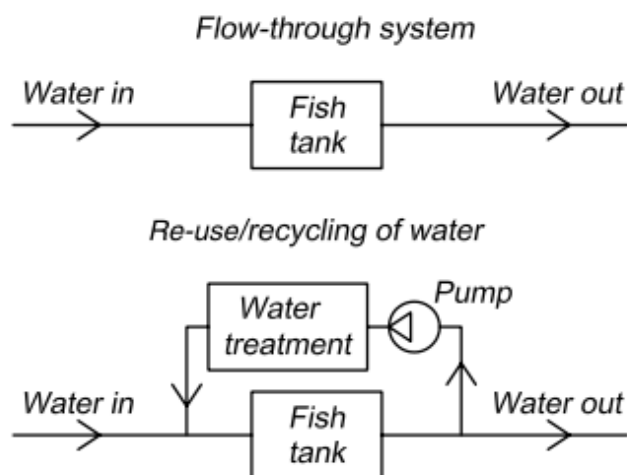 Flow-through system
Water in
Fish
tank
Water out
Re-use/recycling of water
Water
treatment
Pump
Water in
Fish
tank
Water out